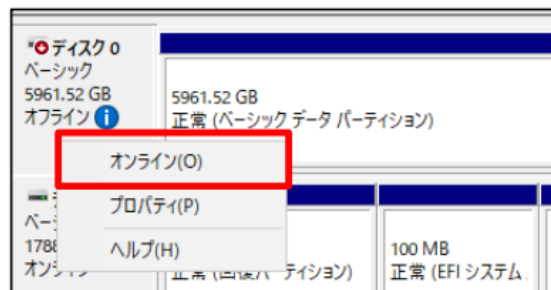 ディスク 0
ベーシック
5961.52 GB
オフライン
5961.52 GB
正常 (ベーシック データ パーティション)
オンライン(O)
プロパティ(P)
ヘルプ(H)
100 MB
正常 (EFI システム